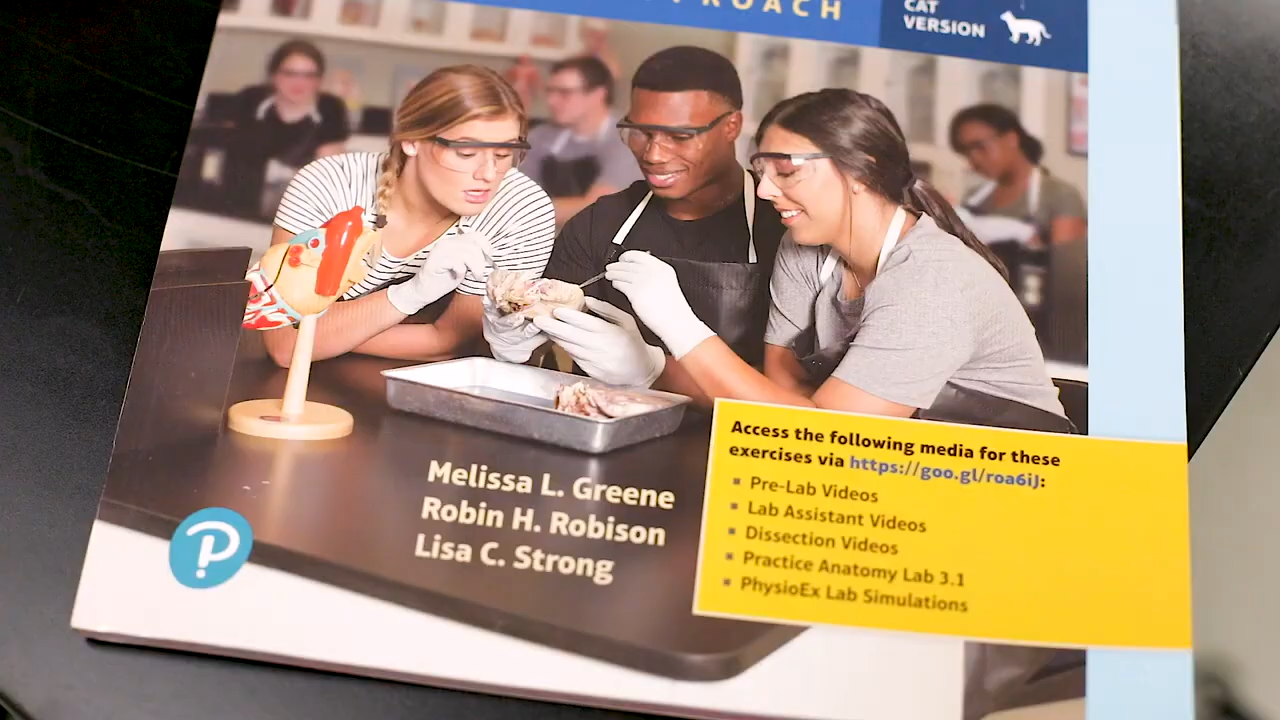 CAT
VERSION
Melissa L. Greene
Robin H. Robison
Lisa C. Strong
Access the following media for these
exercises via https://goo.gl/roa6iJ:
▪ Pre-Lab Videos
▪ Lab Assistant Videos
▪ Dissection Videos
▪ Practice Anatomy Lab 3.1
▪ PhysioEx Lab Simulations
P